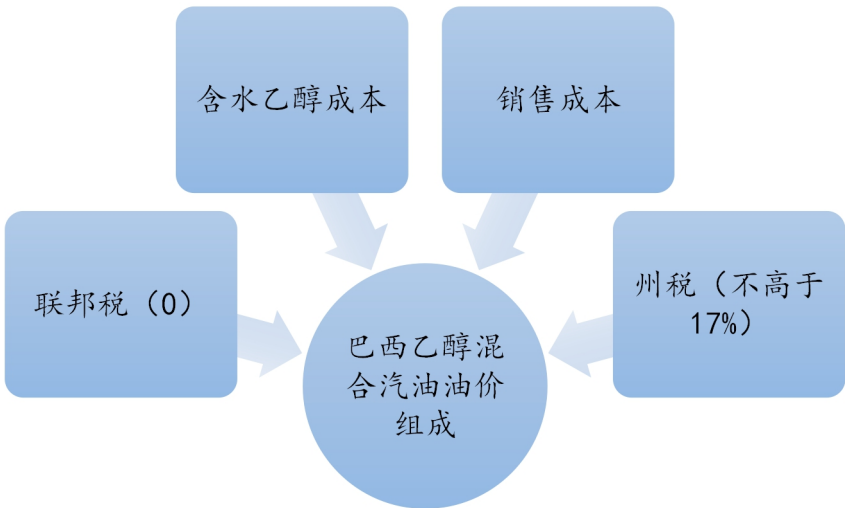 含水乙醇成本
销售成本
联邦税（0）
州税（不高于
17%）
巴西乙醇混
合汽油油价
组成